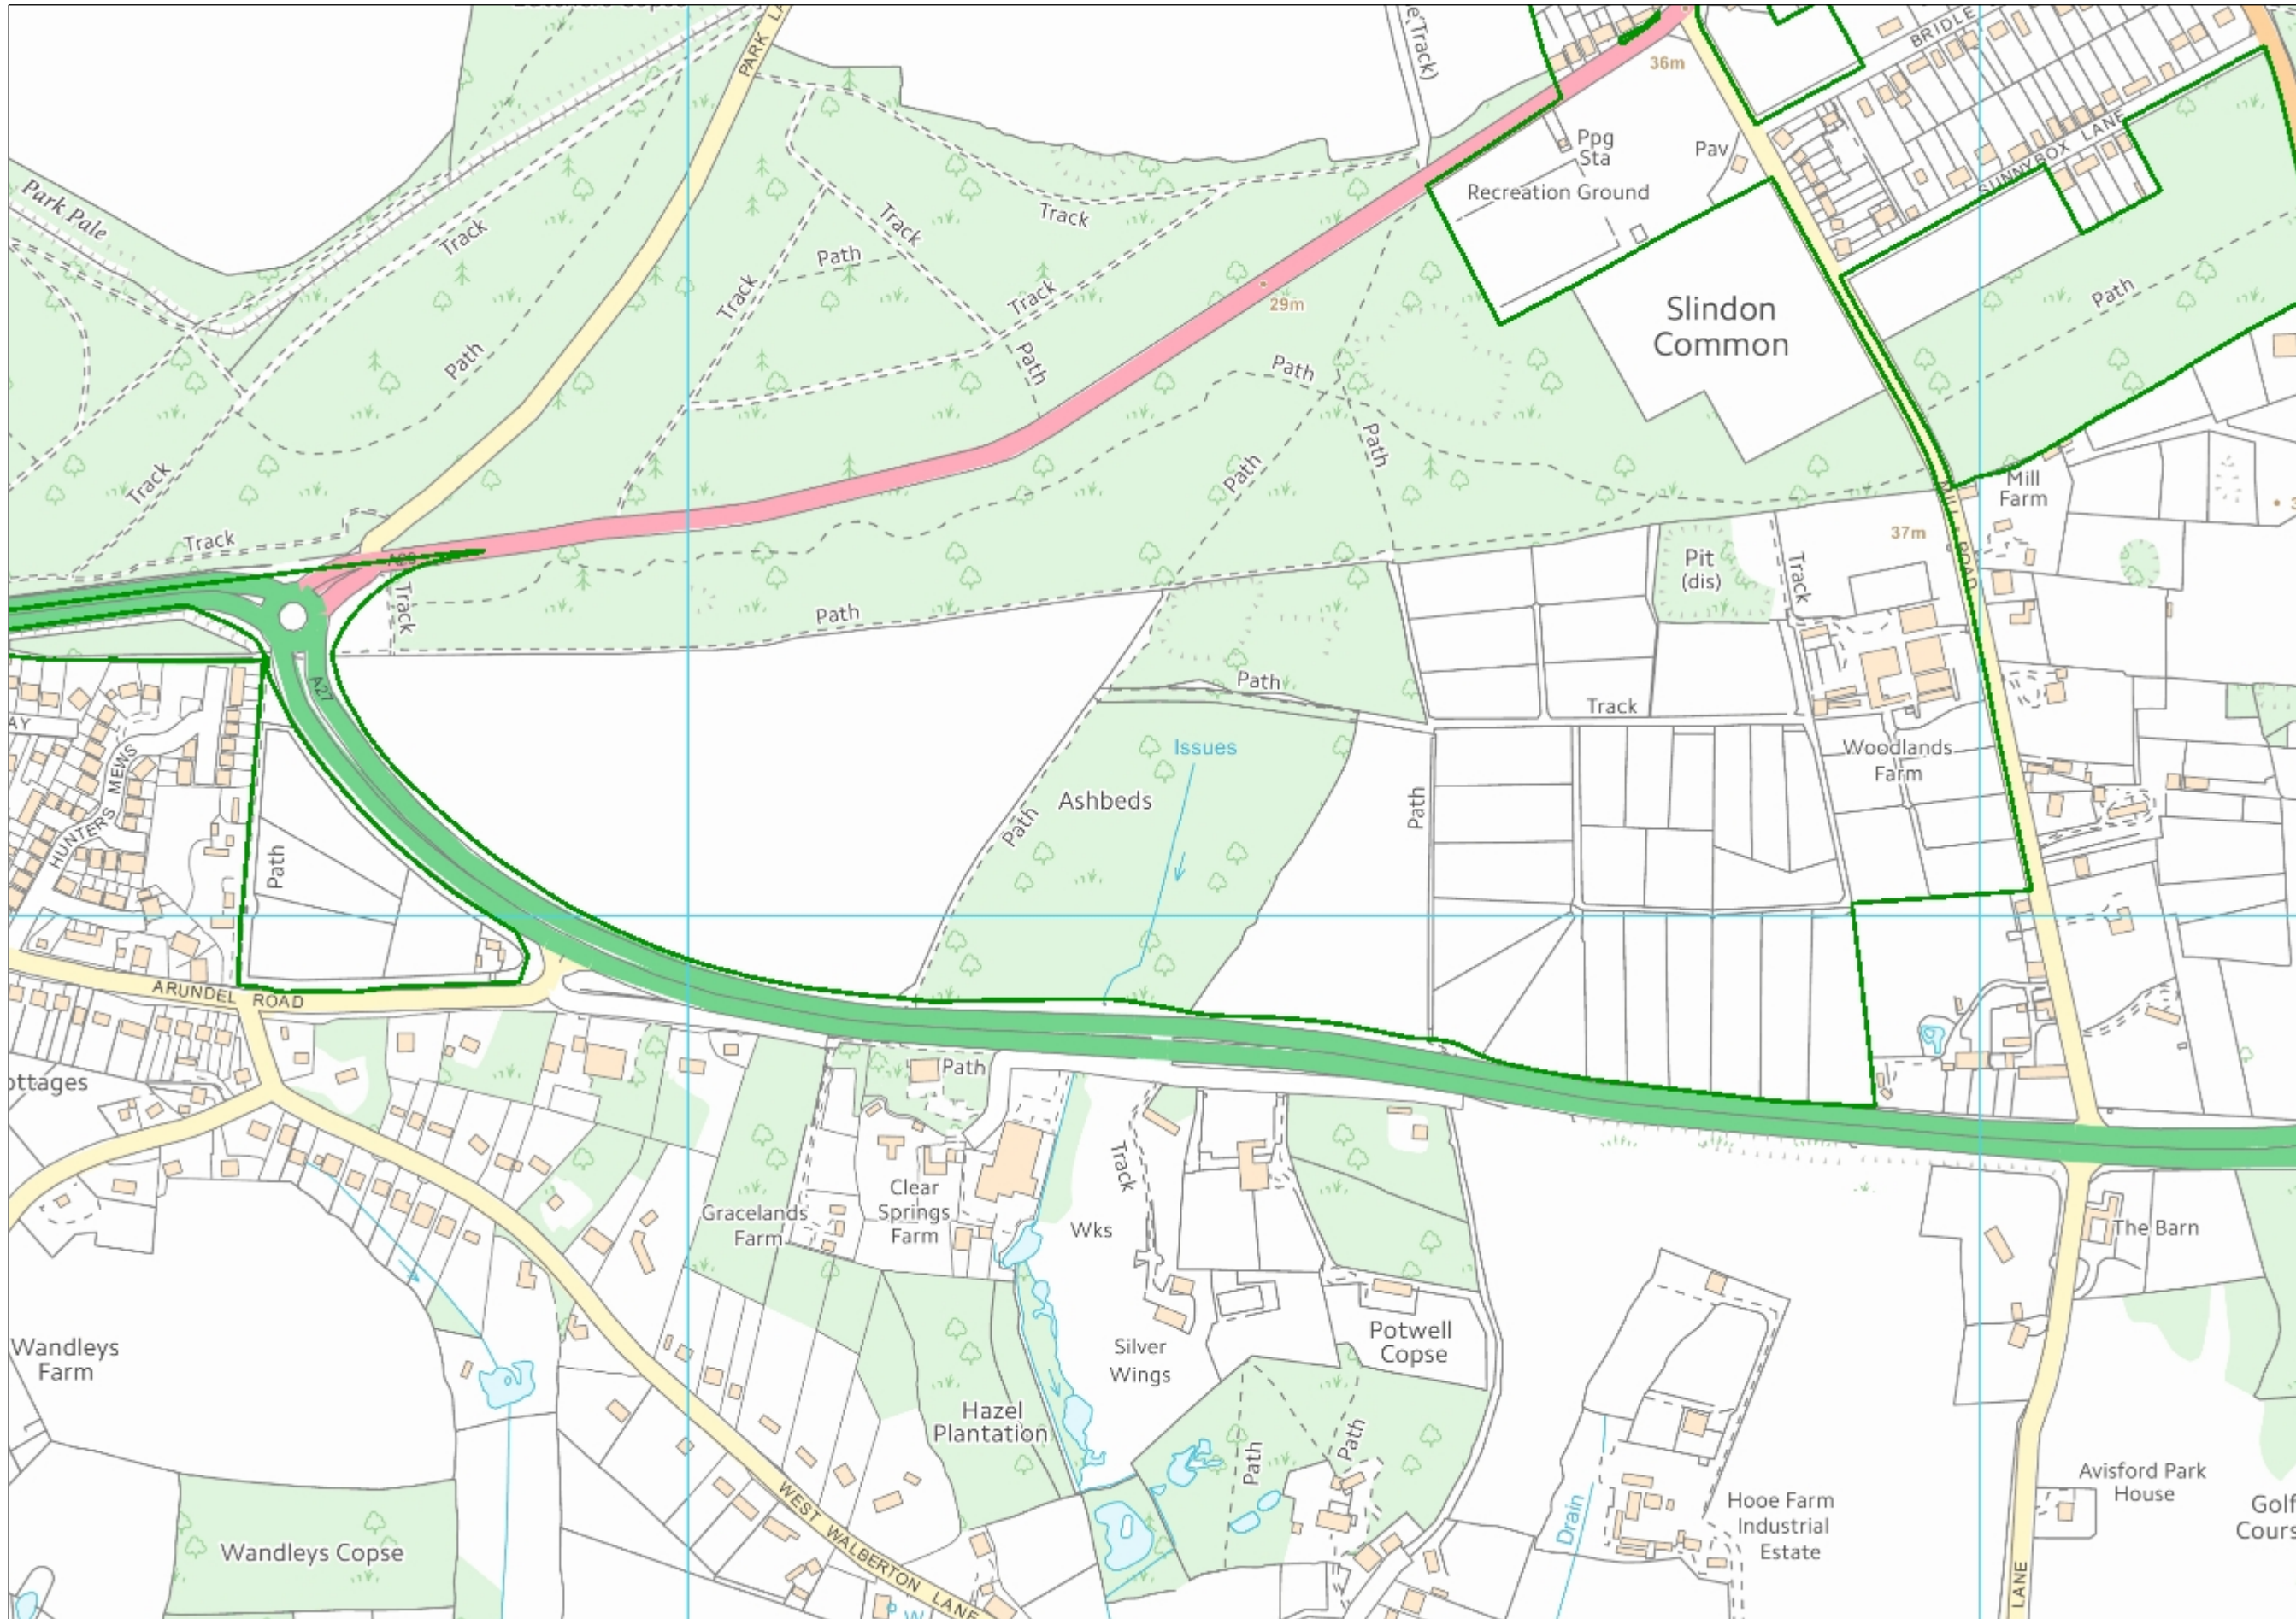 PARK LA
e(Track)
36m
BRIDLE
Park Pale
Track
Track
Track
Path
Track
Track
Path
Path
Track
Track
Ppg
Sta
Pav
Recreation Ground
SUNNYBOX LANE
Path
29m
Slindon
Common
Path
Path
Path
Mill
Farm
MILL ROAD
37m
Track
A29
Track
Path
Pit
(dis)
Track
A27
Path
Track
Issues
Woodlands
Farm
AY
HUNTERS MEWS
Ashbeds
Path
Path
Path
ARUNDEL ROAD
ottages
Path
Track
Clear
Springs
Farm
Gracelands
Farm
Wks
The Barn
Wandleys
Farm
Silver
Wings
Potwell
Copse
Hazel
Plantation
Path
Path
WEST WALBERTON LANE
Wandleys Copse
Drain
Hooe Farm
Industrial
Estate
Avisford Park
House
Golf
Cours
LANE
W